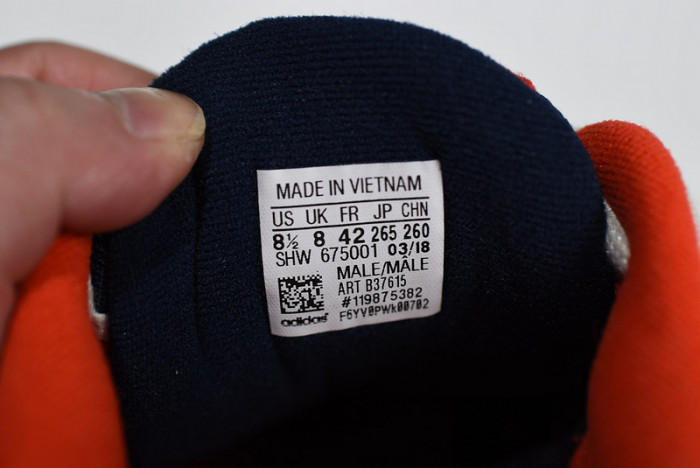 MADE IN VIETNAM
US UK FR JP CHN
8½ 8 42 265 260
SHW 675001 03/18
MALE/MÂLE
ART B37615
#119875382
adidas F6YV0PWk00702